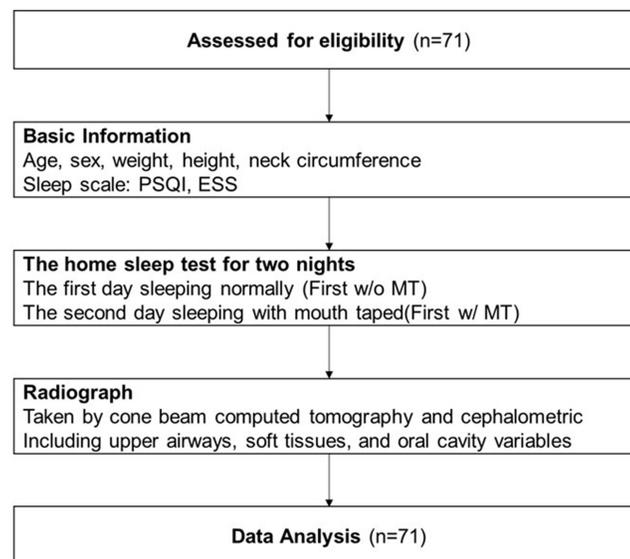 Assessed for eligibility (n=71)
Basic Information
Age, sex, weight, height, neck circumference
Sleep scale: PSQI, ESS
The home sleep test for two nights
The first day sleeping normally (First w/o MT)
The second day sleeping with mouth taped(First w/ MT)
Radiograph
Taken by cone beam computed tomography and cephalometric
Including upper airways, soft tissues, and oral cavity variables
Data Analysis (n=71)